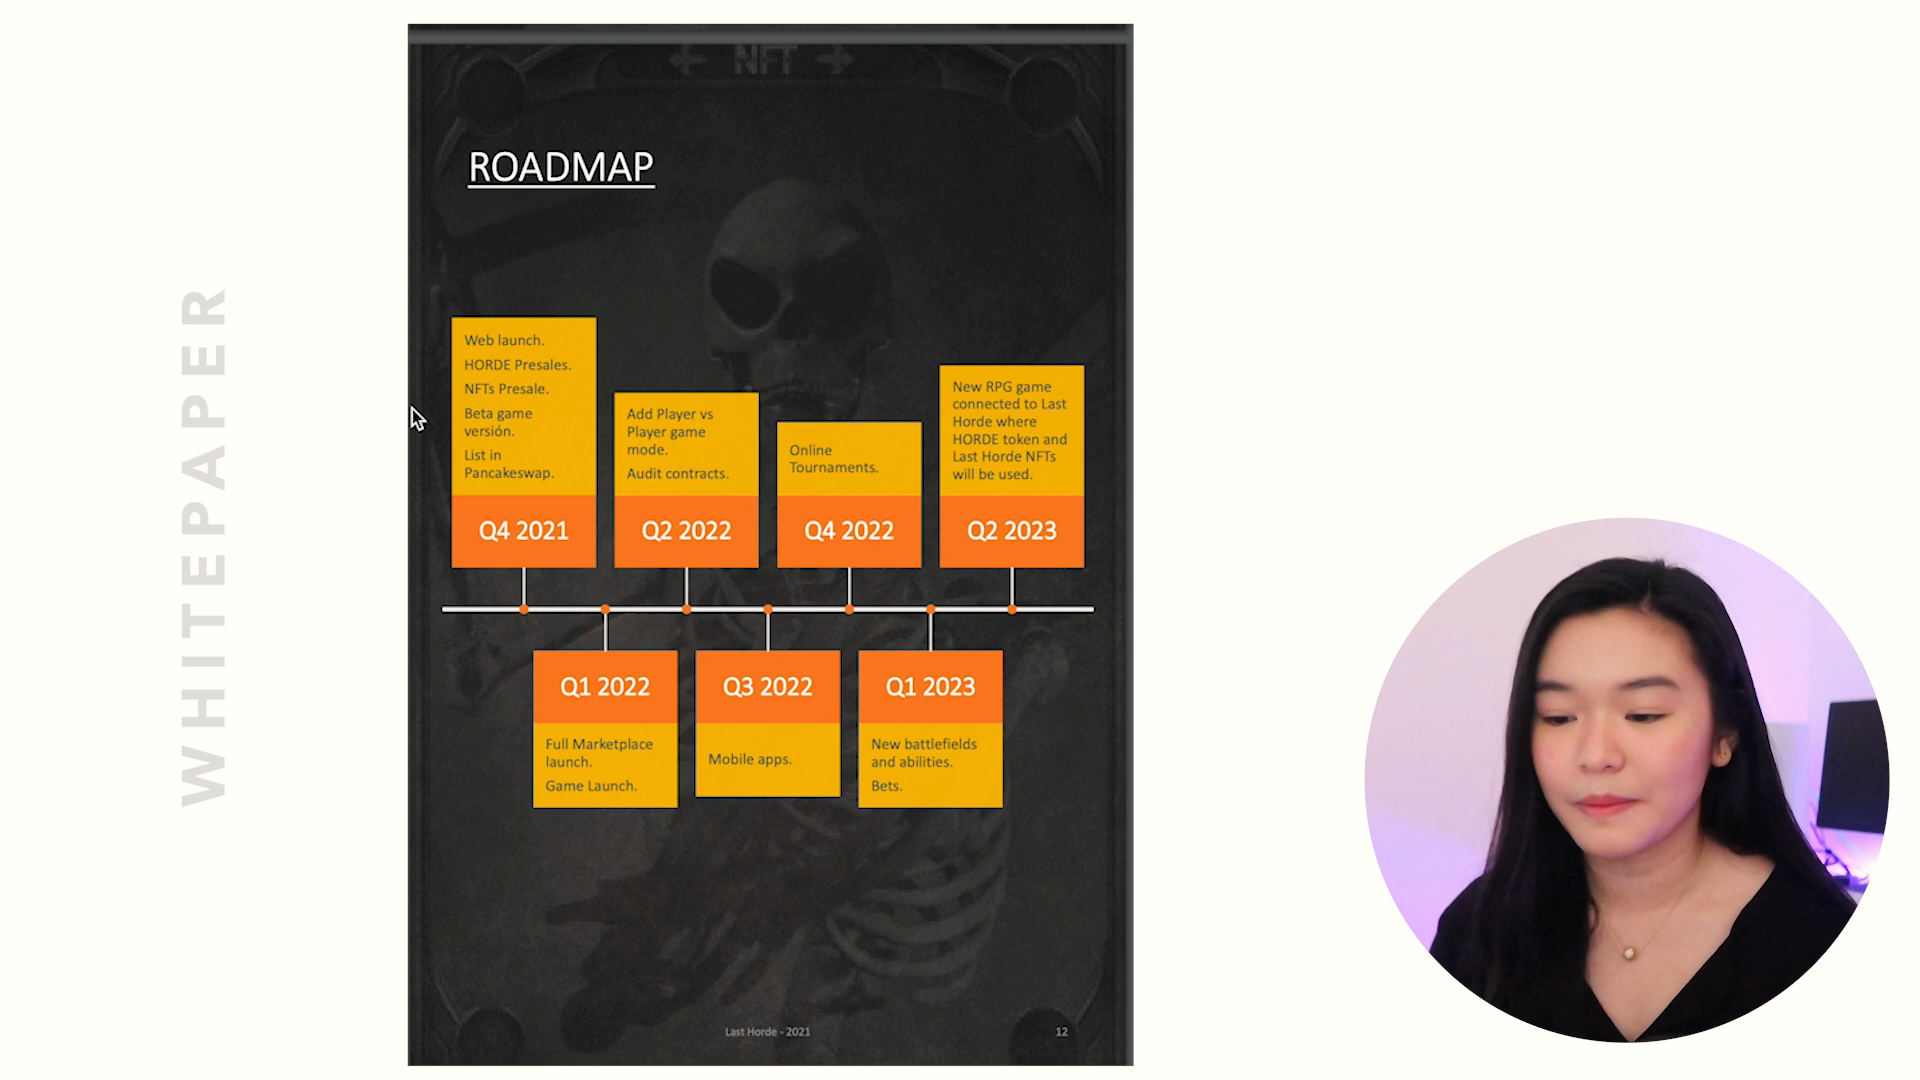 WHITEPAPER
NFT
ROADMAP
Web launch.
HORDE Presales.
NFTs Presale.
Beta game
versión.
List in
Pancakeswap.
Q4 2021
Add Player vs
Player game
mode.
Audit contracts.
Q2 2022
Online
Tournaments.
Q4 2022
New RPG game
connected to Last
Horde where
HORDE token and
Last Horde NFTs
will be used.
Q2 2023
Q1 2022
Full Marketplace
launch.
Game Launch.
Q3 2022
Mobile apps.
Q1 2023
New battlefields
and abilities.
Bets.
Last Horde - 2021
12